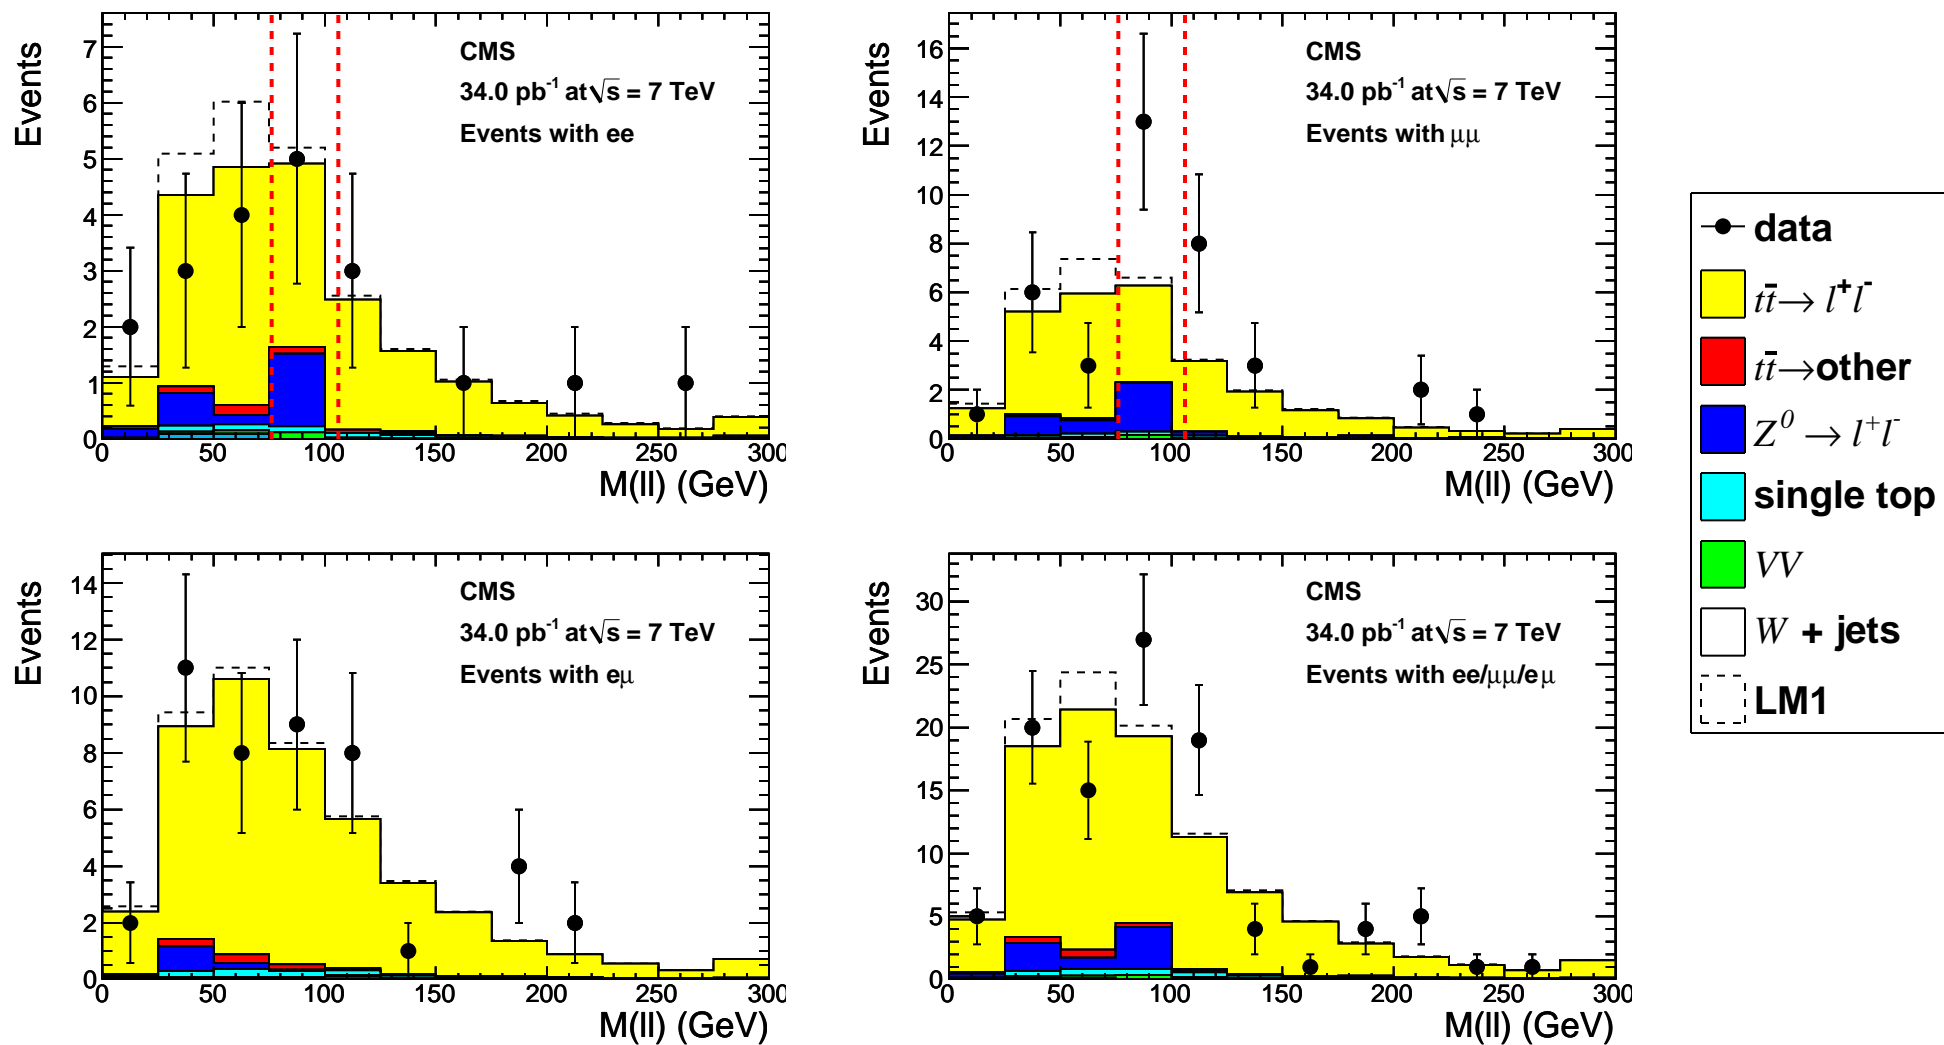 Events
7
6
5
4
3
2
1
0
CMS
34.0 pb⁻¹ at √s = 7 TeV
Events with ee
0 50 100 150 200 250 300
M(ll) (GeV)
Events
16
14
12
10
8
6
4
2
0
CMS
34.0 pb⁻¹ at √s = 7 TeV
Events with μμ
0 50 100 150 200 250 300
M(ll) (GeV)
Events
14
12
10
8
6
4
2
0
CMS
34.0 pb⁻¹ at √s = 7 TeV
Events with eμ
0 50 100 150 200 250 300
M(ll) (GeV)
Events
30
25
20
15
10
5
0
CMS
34.0 pb⁻¹ at √s = 7 TeV
Events with ee/μμ/eμ
0 50 100 150 200 250 300
M(ll) (GeV)
data
tt̄→ l⁺l⁻
tt̄→other
Z⁰ → l⁺l⁻
single top
VV
W + jets
LM1